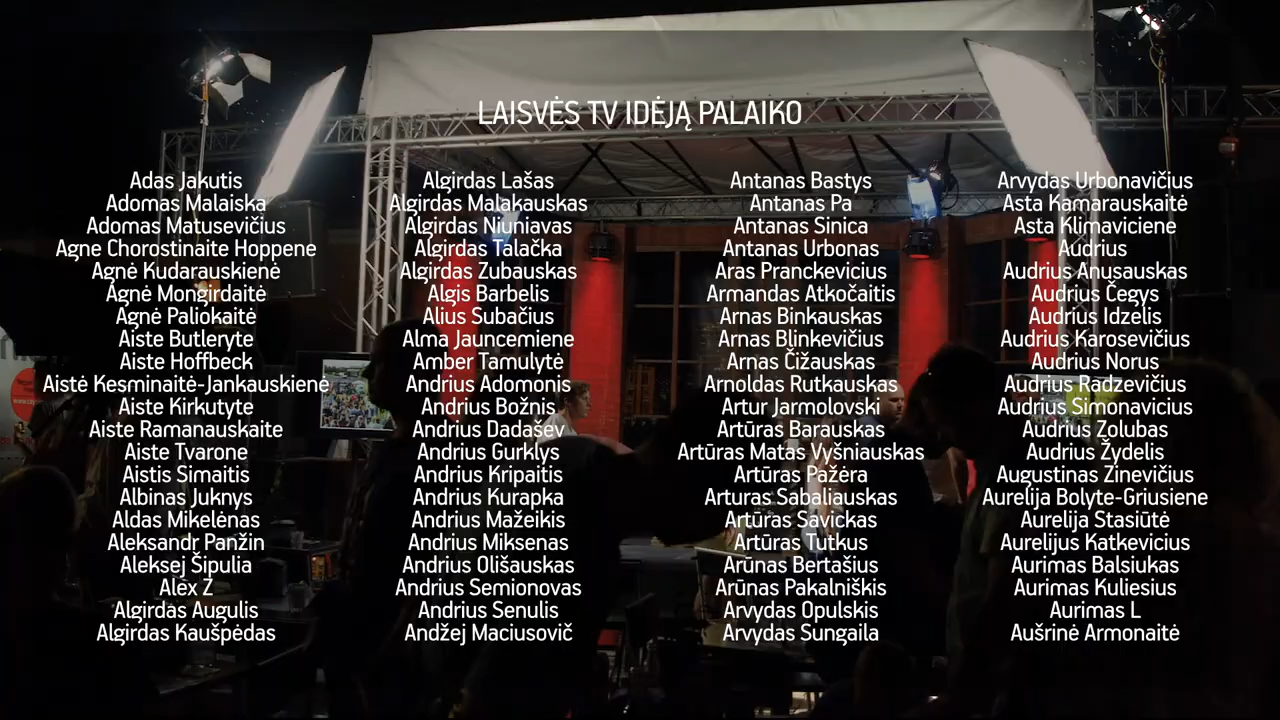 LAISVĖS TV IDĖJĄ PALAIKO
Adas Jakutis
Adomas Malaiska
Adomas Matusevičius
Agne Chorostinaite Hoppene
Agnė Kudarauskienė
Agnė Mongirdaitė
Agnė Paliokaitė
Aiste Butleryte
Aiste Hoffbeck
Aistė Kesminaitė-Jankauskienė
Aiste Kirkutyte
Aiste Ramanauskaite
Aiste Tvarone
Aistis Simaitis
Albinas Juknys
Aldas Mikelėnas
Aleksandr Panžin
Aleksej Šipulia
Alex Z
Algirdas Augulis
Algirdas Kaušpėdas
Algirdas Lašas
Algirdas Malakauskas
Algirdas Niuniavas
Algirdas Talačka
Algirdas Zubauskas
Algis Barbelis
Alius Subačius
Alma Jauncemiene
Amber Tamulytė
Andrius Adomonis
Andrius Božnis
Andrius Dadašėv
Andrius Gurklys
Andrius Kripaitis
Andrius Kurapka
Andrius Mažeikis
Andrius Miksenas
Andrius Olišauskas
Andrius Semionovas
Andrius Senulis
Andžej Maciusovič
Antanas Bastys
Antanas Pa
Antanas Sinica
Antanas Urbonas
Aras Pranckevicius
Armandas Atkočaitis
Arnas Binkauskas
Arnas Blinkevičius
Arnas Čižauskas
Arnoldas Rutkauskas
Artur Jarmolovski
Artūras Barauskas
Artūras Matas Vyšniauskas
Artūras Pažėra
Arturas Sabaliauskas
Artūras Savickas
Artūras Tutkus
Arūnas Bertašius
Arūnas Pakalniškis
Arvydas Opulskis
Arvydas Sungaila
Arvydas Urbonavičius
Asta Kamarauskaitė
Asta Klimaviciene
Audrius
Audrius Anusauskas
Audrius Čegys
Audrius Idzelis
Audrius Karosevičius
Audrius Norus
Audrius Radzevičius
Audrius Simonavicius
Audrius Zolubas
Audrius Žydelis
Augustinas Zinevičius
Aurelija Bolyte-Griusiene
Aurelija Stasiūtė
Aurelijus Katkevicius
Aurimas Balsiukas
Aurimas Kuliesius
Aurimas L
Aušrinė Armonaitė